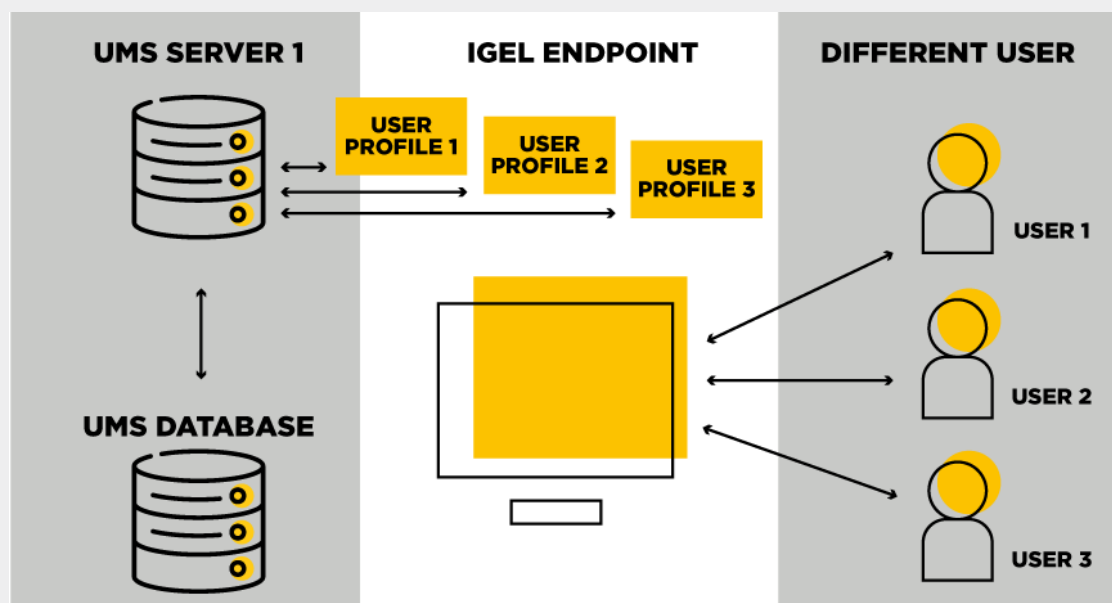 UMS SERVER 1
IGEL ENDPOINT
DIFFERENT USER
USER
PROFILE 1
USER
PROFILE 2
USER
PROFILE 3
USER 1
USER 2
UMS DATABASE
USER 3